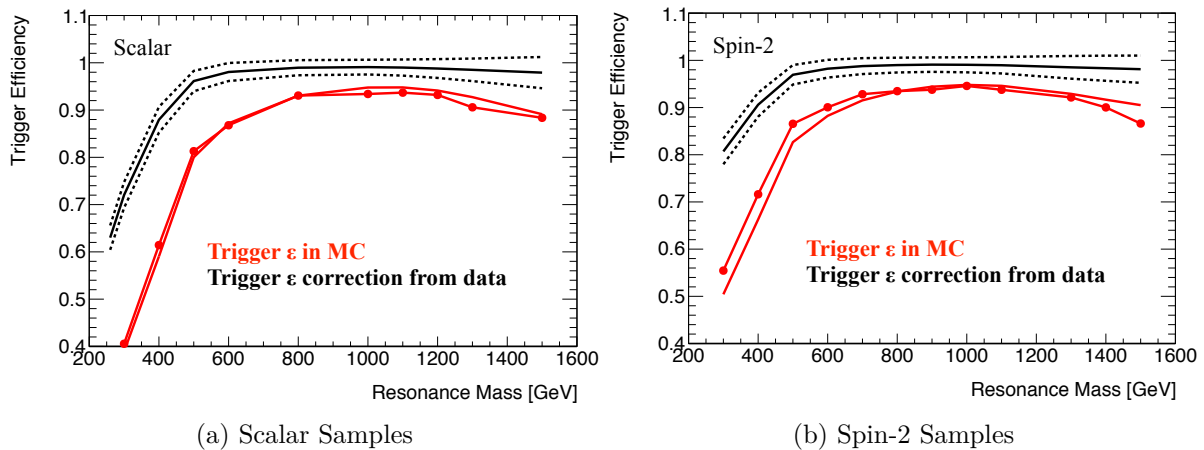 Scalar
Trigger Efficiency
1.1
1
0.9
0.8
0.7
0.6
0.5
0.4
Trigger ε in MC
Trigger ε correction from data
200 400 600 800 1000 1200 1400 1600
Resonance Mass [GeV]
(a) Scalar Samples
Spin-2
Trigger Efficiency
1.1
1
0.9
0.8
0.7
0.6
0.5
0.4
Trigger ε in MC
Trigger ε correction from data
200 400 600 800 1000 1200 1400 1600
Resonance Mass [GeV]
(b) Spin-2 Samples